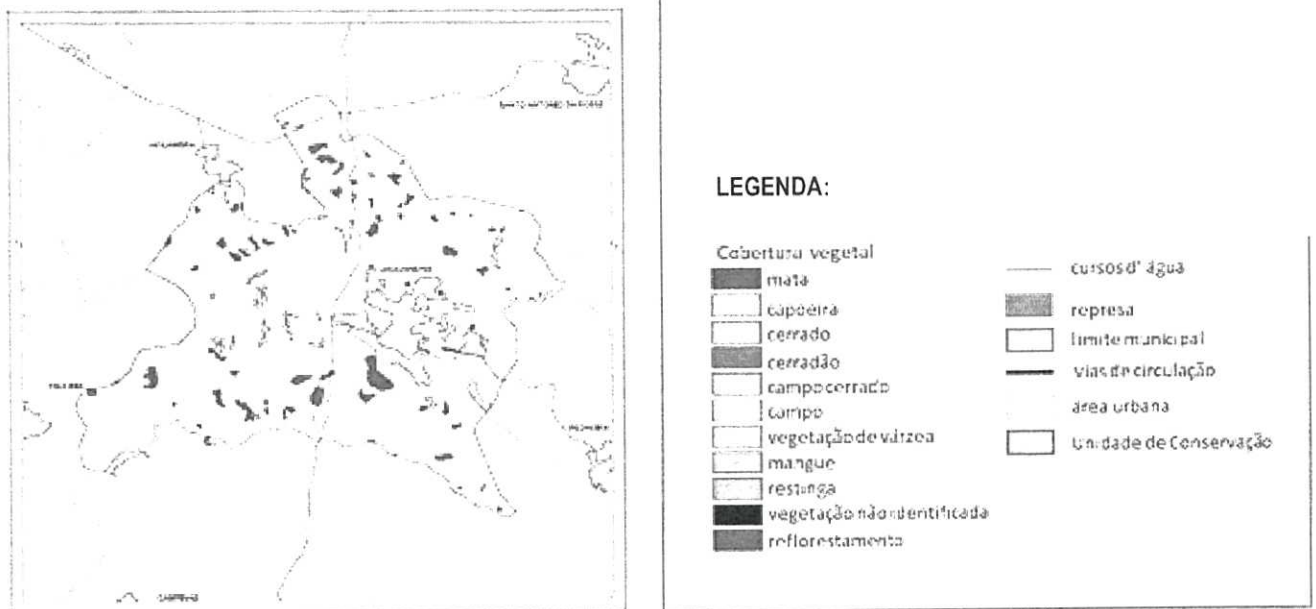 LEGENDA:
Cobertura vegetal
mata
capoeira
cerrado
cerradão
campo cerrado
campo
vegetação de várzea
mangue
restinga
vegetação não identificada
reflorestamento
cursos d' água
represa
limite municipal
vias de circulação
área urbana
Unidade de Conservação